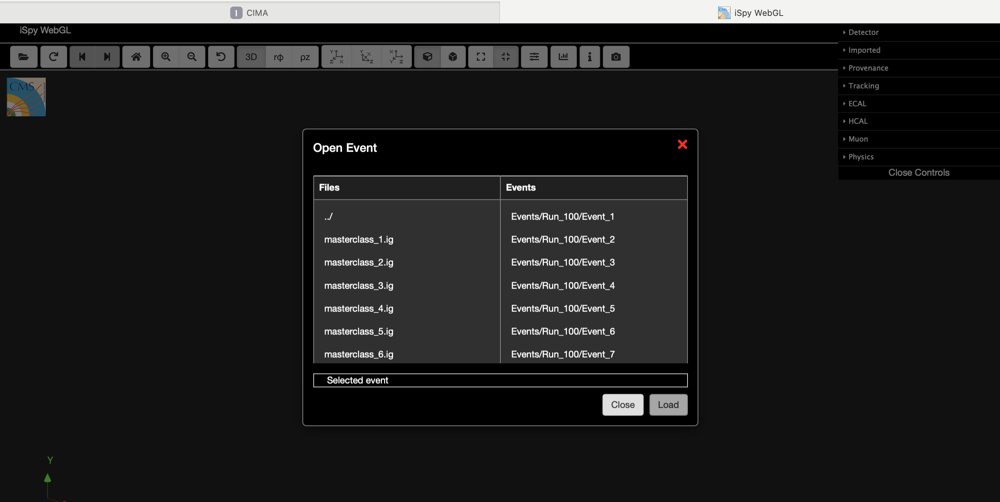 CIMA
iSpy WebGL
iSpy WebGL
3D
rϕ
ρz
Y
Z
X
Y
X
Z
X
Y
Z
CMS
Detector
Imported
Provenance
Tracking
ECAL
HCAL
Muon
Physics
Close Controls
Open Event
Files
Events
../
Events/Run_100/Event_1
masterclass_1.ig
Events/Run_100/Event_2
masterclass_2.ig
Events/Run_100/Event_3
masterclass_3.ig
Events/Run_100/Event_4
masterclass_4.ig
Events/Run_100/Event_5
masterclass_5.ig
Events/Run_100/Event_6
masterclass_6.ig
Events/Run_100/Event_7
Selected event
Close
Load
Y